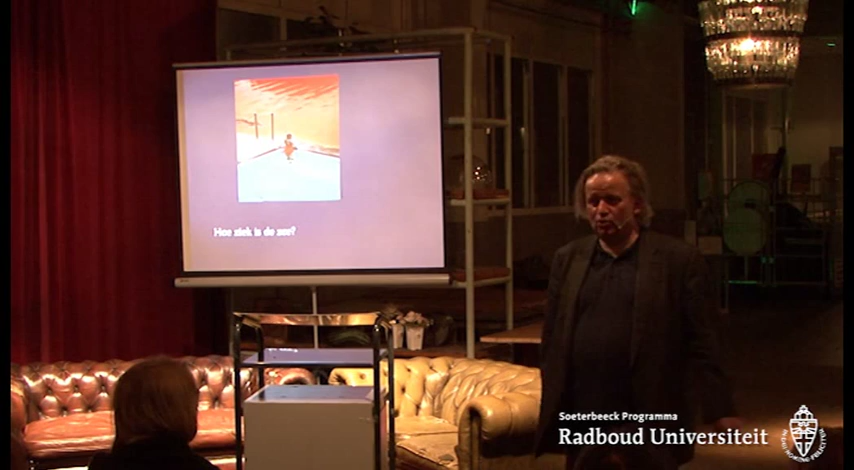 Hoe ziek is de zee?
Soeterbeeck Programma
Radboud Universiteit